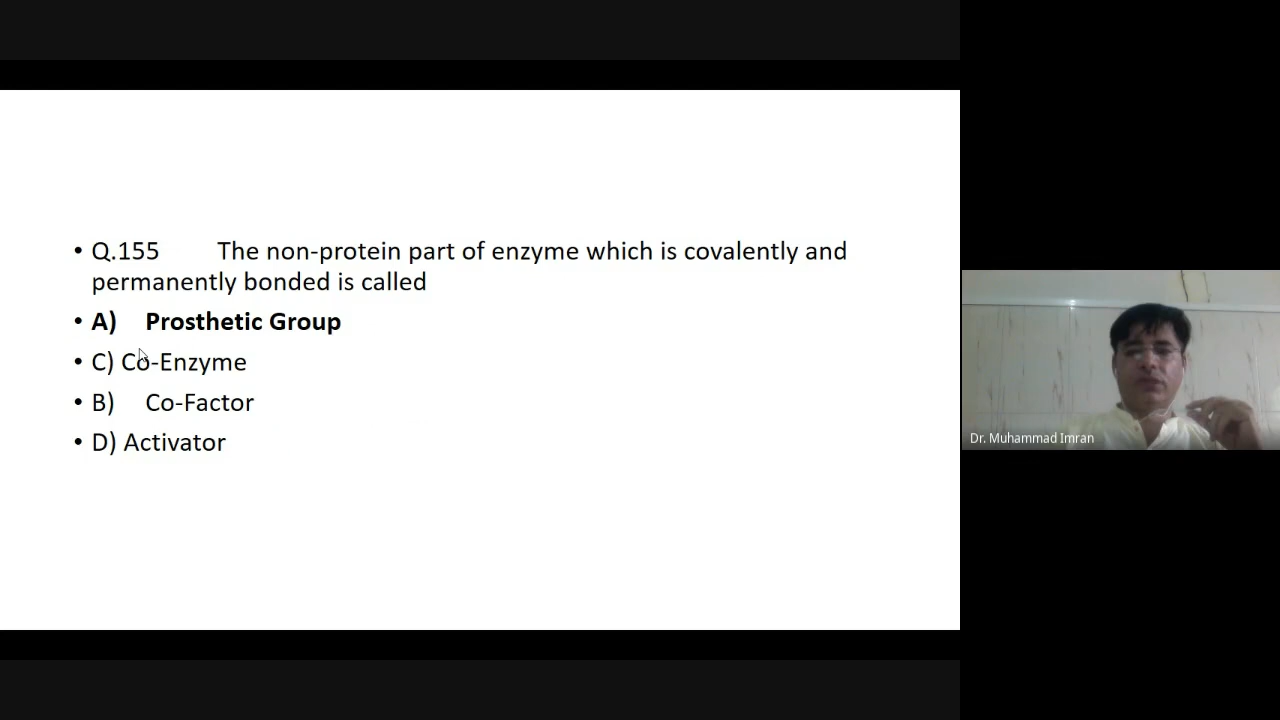 • Q.155 The non-protein part of enzyme which is covalently and
permanently bonded is called
• A) Prosthetic Group
• C) Co-Enzyme
• B) Co-Factor
• D) Activator
Dr. Muhammad Imran